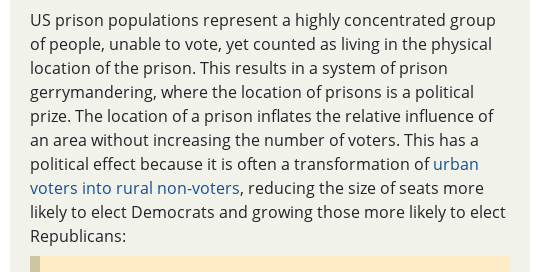 US prison populations represent a highly concentrated group
of people, unable to vote, yet counted as living in the physical
location of the prison. This results in a system of prison
gerrymandering, where the location of prisons is a political
prize. The location of a prison inflates the relative influence of
an area without increasing the number of voters. This has a
political effect because it is often a transformation of urban
voters into rural non-voters, reducing the size of seats more
likely to elect Democrats and growing those more likely to elect
Republicans: